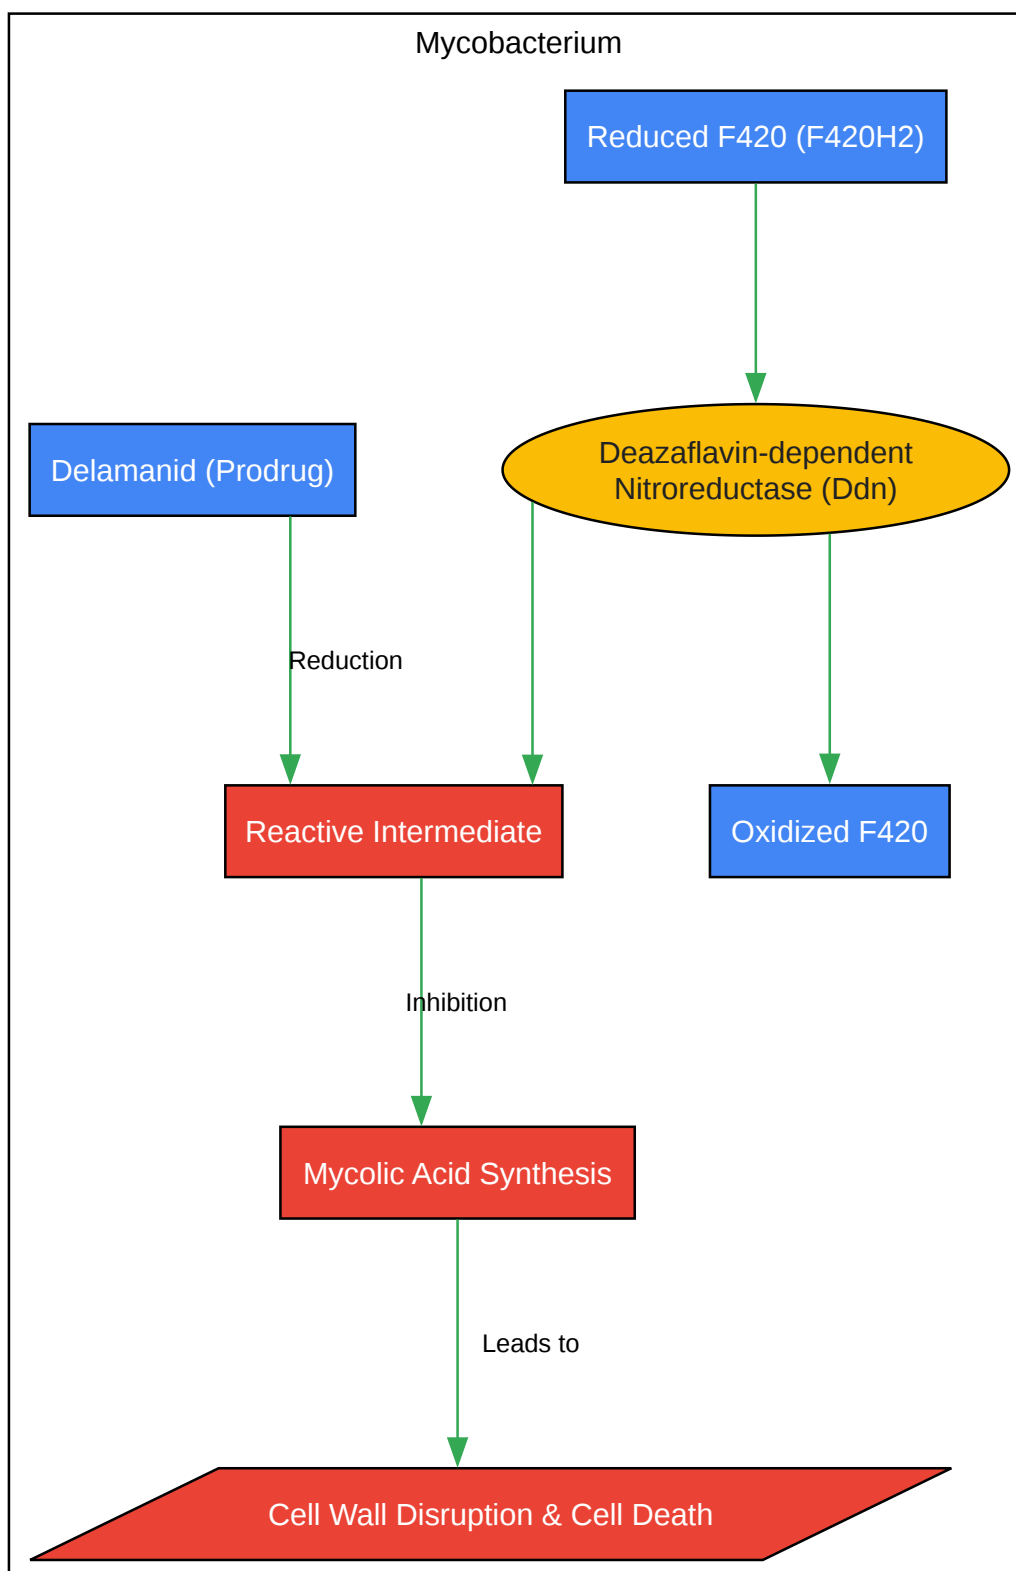 Mycobacterium
Reduced F420 (F420H2)
Delamanid (Prodrug)
Deazaflavin-dependent
Nitroreductase (Ddn)
Reduction
Reactive Intermediate
Oxidized F420
Inhibition
Mycolic Acid Synthesis
Leads to
Cell Wall Disruption & Cell Death